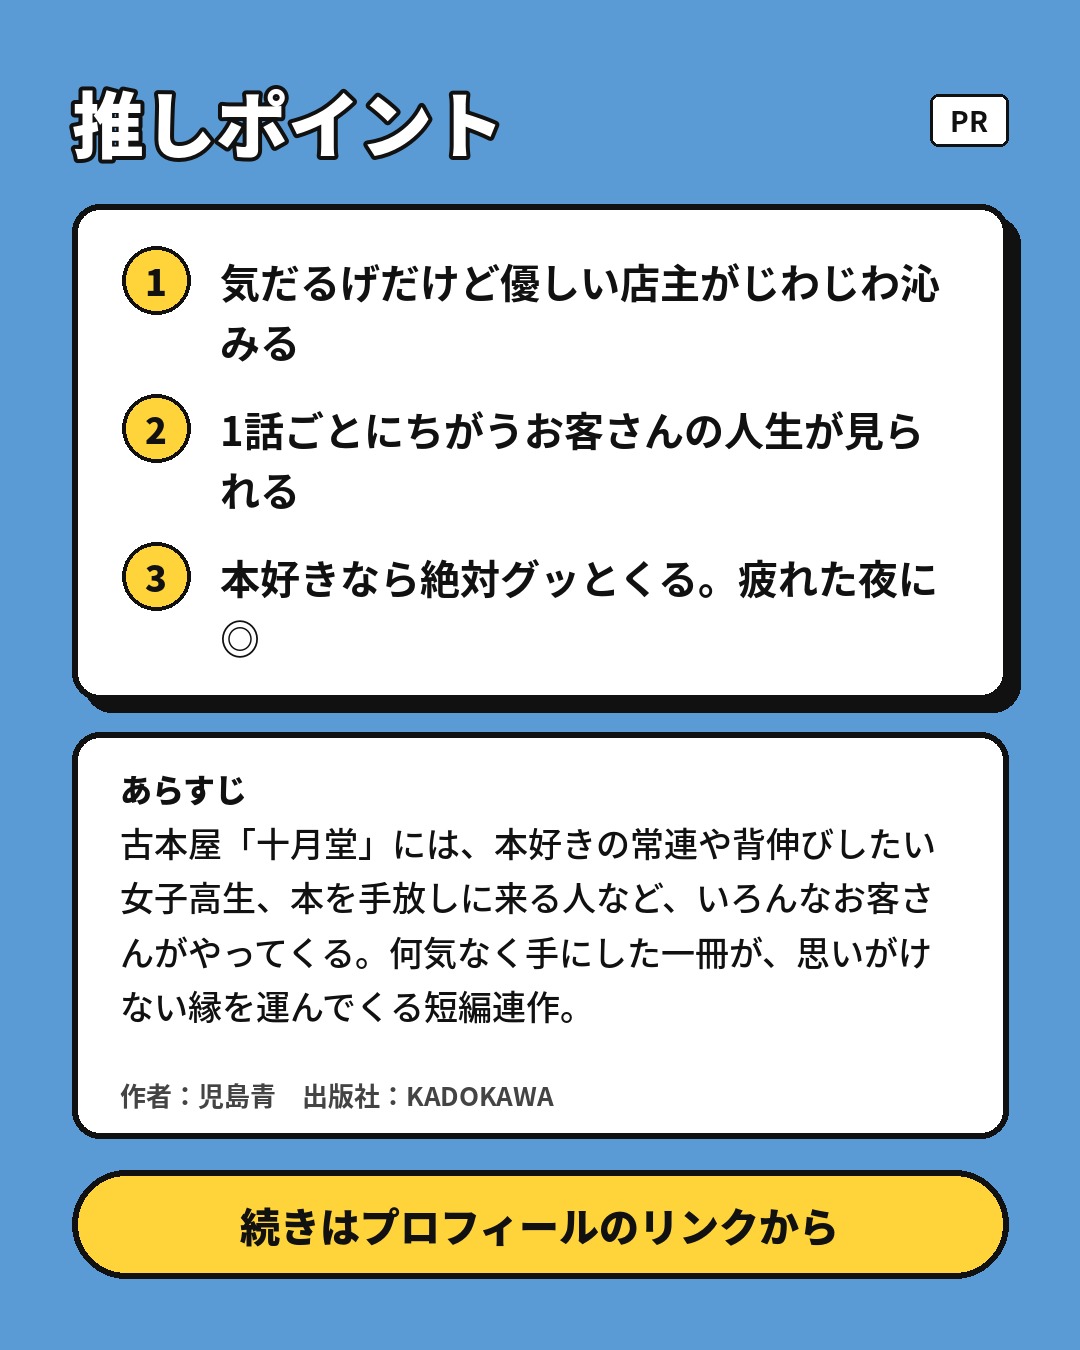 推しポイント
PR
1 気だるげだけど優しい店主がじわじわ沁
みる
2 1話ごとにちがうお客さんの人生が見ら
れる
3 本好きなら絶対グッとくる。疲れた夜に
◎
あらすじ
古本屋「十月堂」には、本好きの常連や背伸びしたい
女子高生、本を手放しに来る人など、いろんなお客さ
んがやってくる。何気なく手にした一冊が、思いがけ
ない縁を運んでくる短編連作。
作者：児島青　出版社：KADOKAWA
続きはプロフィールのリンクから